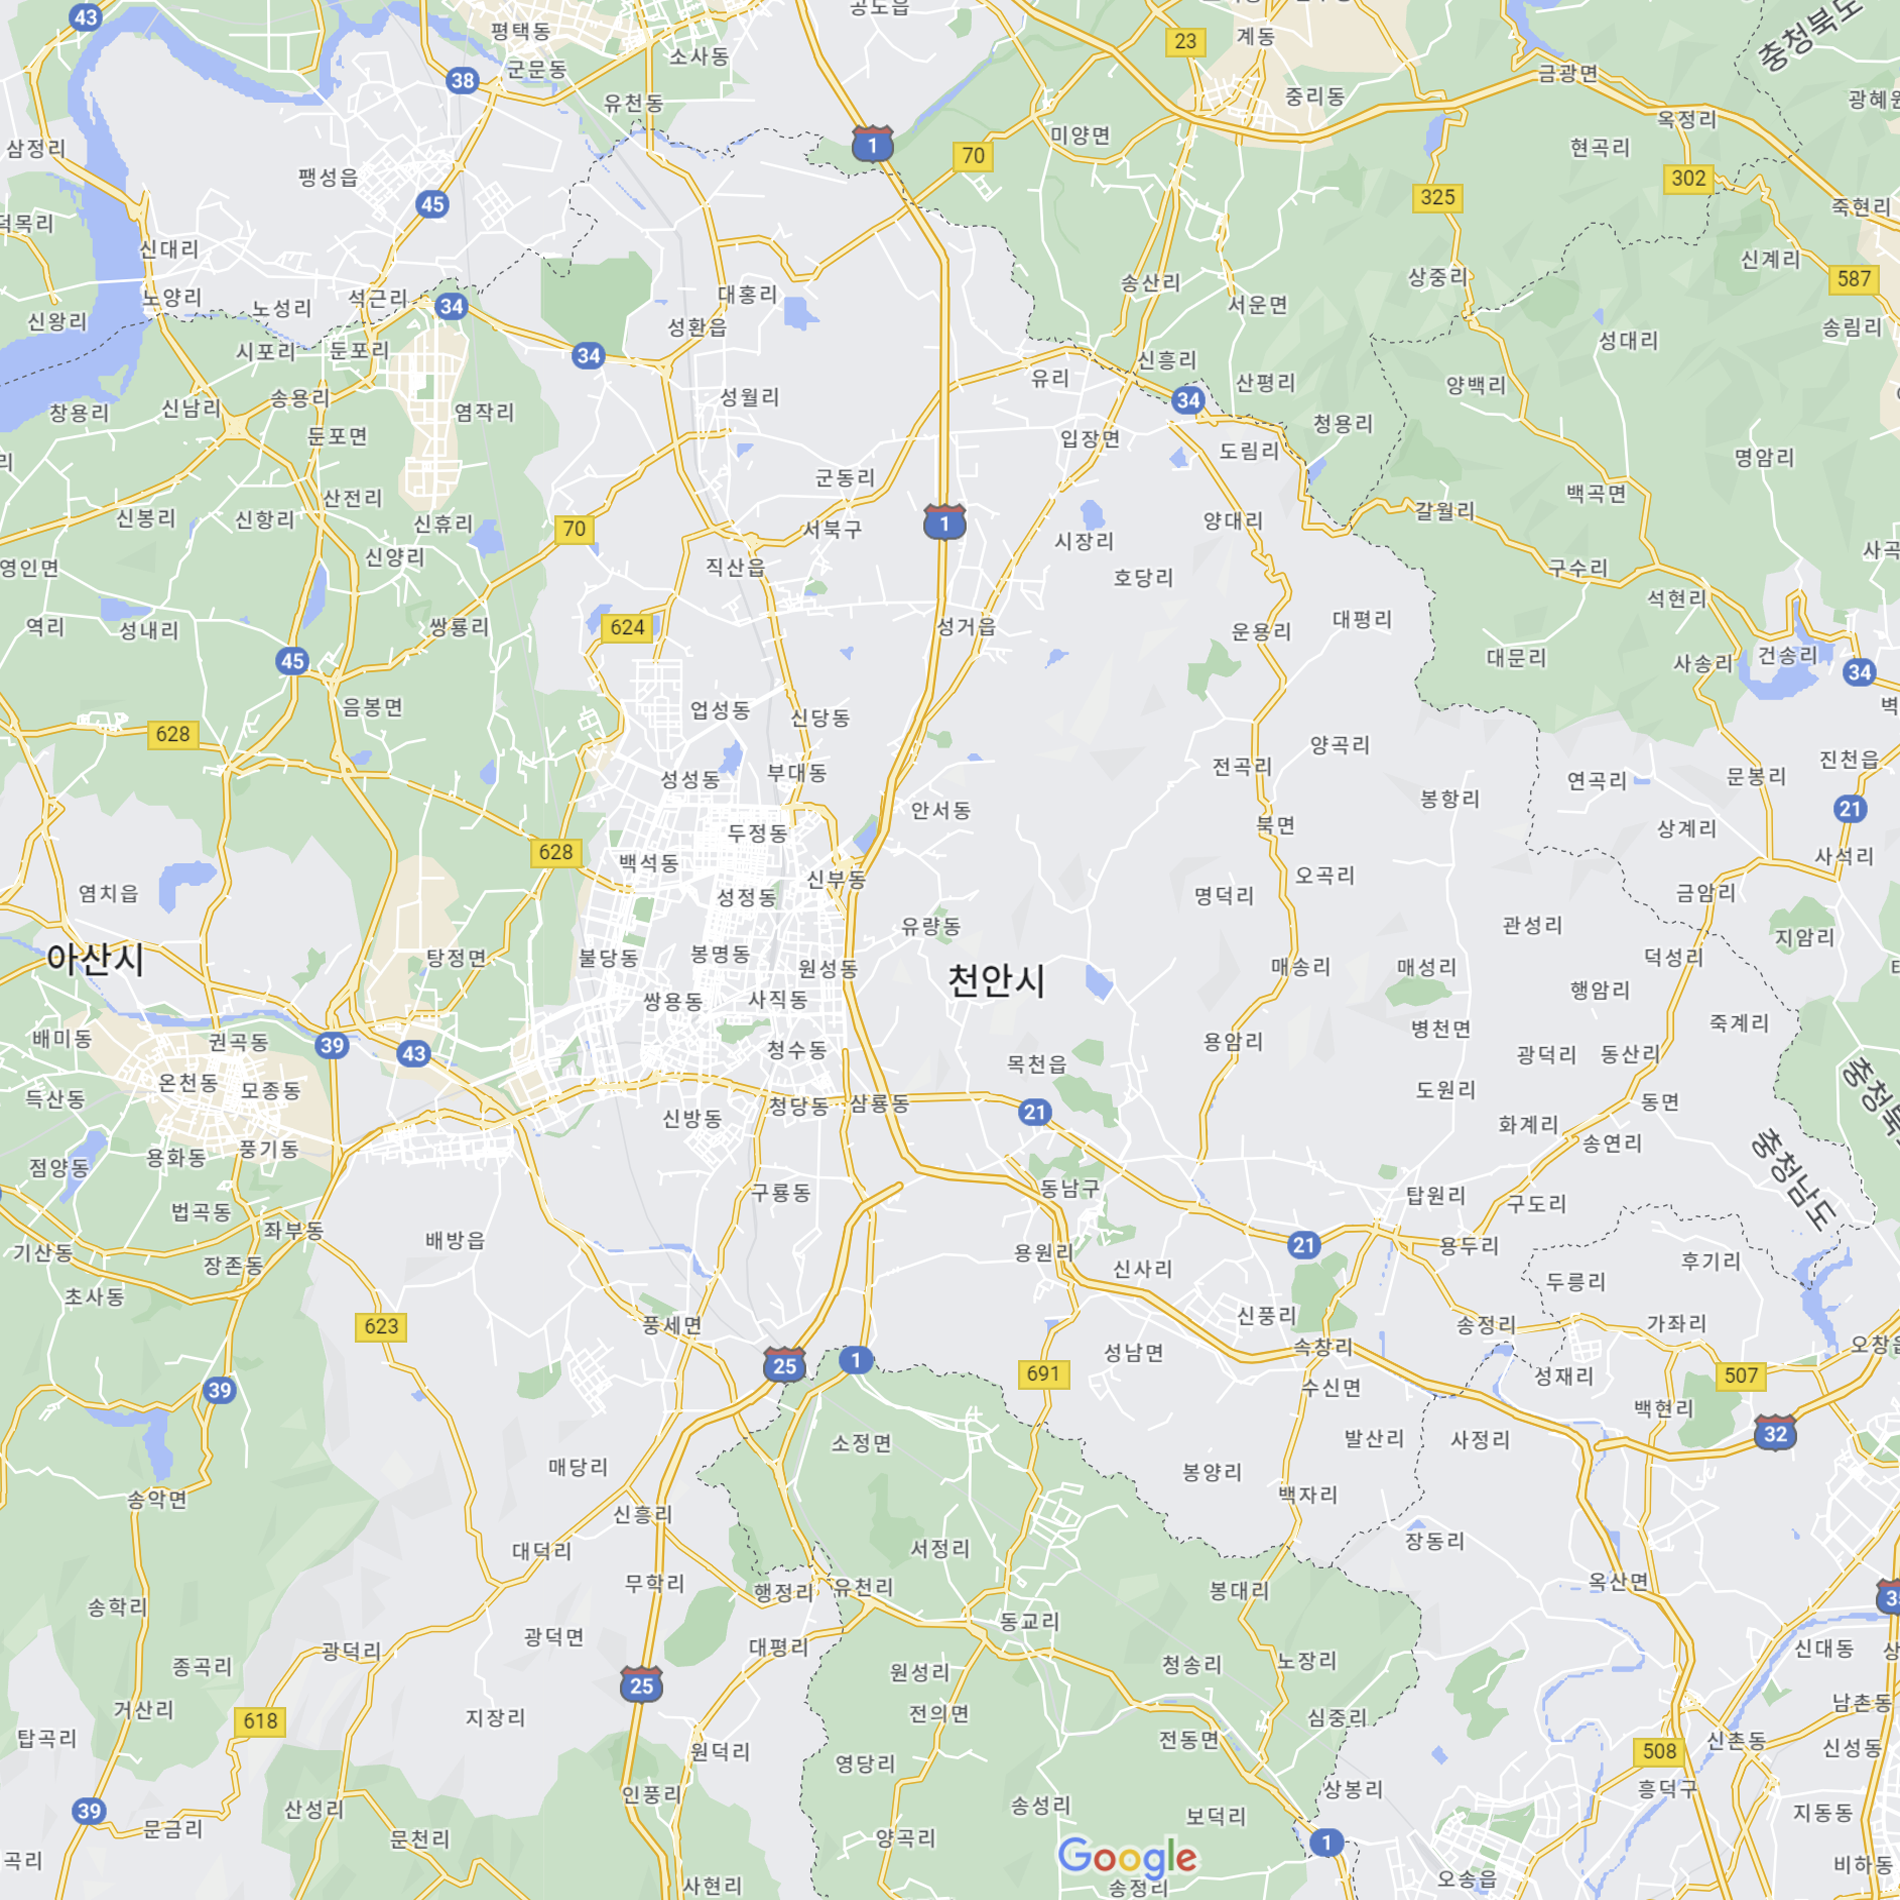 43
평택동
공도읍
23
계동
소사동
군문동
38
금광면
충청북도
중리동
유천동
옥정리
미양면
1
삼정리
70
현곡리
팽성읍
302
325
45
덕목리
죽현리
신대리
신계리
송산리
상중리
587
노양리
노성리
석근리
34
대홍리
서운면
신왕리
성환읍
송림리
성대리
시포리
둔포리
34
신흥리
유리
산평리
양백리
34
성월리
송용리
신남리
창용리
염작리
청용리
둔포면
입장면
도림리
명암리
군동리
산전리
백곡면
갈월리
신봉리
신항리
신휴리
70
서북구
1
양대리
시장리
신양리
영인면
직산읍
호당리
구수리
석현리
역리
성내리
쌍룡리
624
성거읍
운용리
대평리
45
대문리
사송리
건송리
34
음봉면
업성동
신당동
628
양곡리
진천읍
성성동
부대동
전곡리
연곡리
문봉리
봉항리
21
안서동
북면
상계리
두정동
628
백석동
사석리
신부동
오곡리
염치읍
성정동
명덕리
금암리
유량동
관성리
지암리
아산시
탕정면
불당동
봉명동
원성동
천안시
매송리
매성리
덕성리
쌍용동
사직동
행암리
병천면
죽계리
배미동
권곡동
39
43
청수동
목천읍
용암리
광덕리
동산리
온천동
모종동
득산동
도원리
충청북
신방동
청당동
삼룡동
21
동면
화계리
송연리
풍기동
용화동
점양동
충청남도
구룡동
동남구
탑원리
구도리
법곡동
좌부동
배방읍
기산동
용원리
21
용두리
장존동
신사리
후기리
두릉리
초사동
신풍리
623
풍세면
송정리
가좌리
오창읍
속창리
성남면
25
1
691
성재리
507
39
수신면
백현리
소정면
발산리
사정리
32
매당리
봉양리
송악면
백자리
신흥리
장동리
대덕리
서정리
무학리
행정리
유천리
봉대리
옥산면
송학리
동교리
광덕면
대평리
광덕리
신대동
종곡리
원성리
청송리
노장리
25
거산리
618
지장리
전의면
심중리
남촌동
탑곡리
전동면
신촌동
원덕리
508
신성동
영당리
상봉리
흥덕구
인풍리
39
산성리
송성리
보덕리
지동동
문금리
문천리
양곡리
1
Google
비하동
오송읍
사현리
송정리